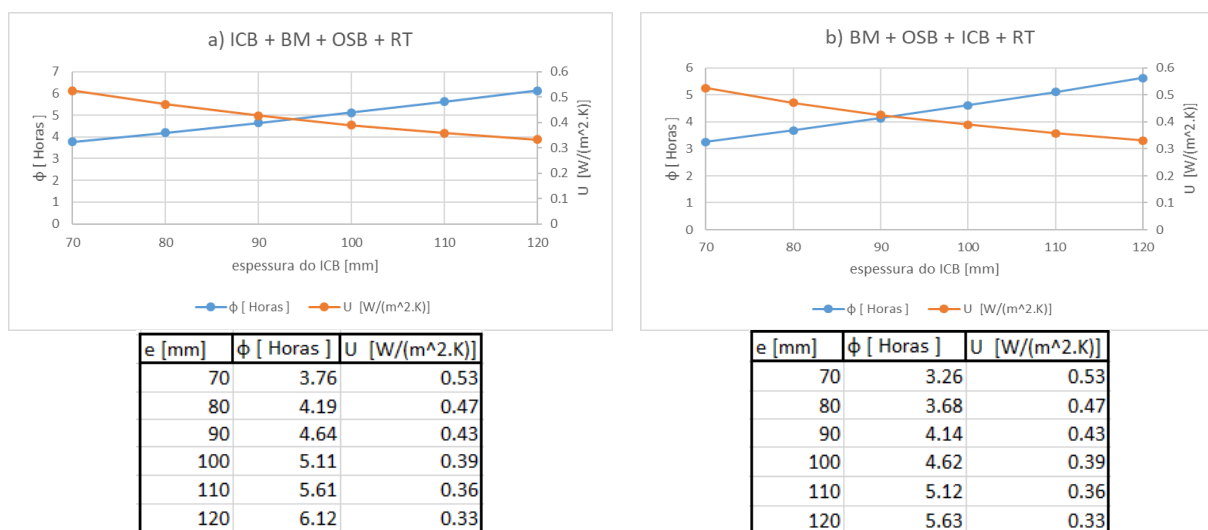 a) ICB + BM + OSB + RT
7
6
5
4
3
2
1
0
ϕ [ Horas ]
0.6
0.5
0.4
0.3
0.2
0.1
0
U [W/(m^2.K)]
70 80 90 100 110 120
espessura do ICB [mm]
ϕ [ Horas ] U [W/(m^2.K)]
e [mm] ϕ [ Horas ] U [W/(m^2.K)]
70 3.76 0.53
80 4.19 0.47
90 4.64 0.43
100 5.11 0.39
110 5.61 0.36
120 6.12 0.33
b) BM + OSB + ICB + RT
6
5
4
3
2
1
0
ϕ [ Horas ]
0.6
0.5
0.4
0.3
0.2
0.1
0
U [W/(m^2.K)]
70 80 90 100 110 120
espessura do ICB [mm]
ϕ [ Horas ] U [W/(m^2.K)]
e [mm] ϕ [ Horas ] U [W/(m^2.K)]
70 3.26 0.53
80 3.68 0.47
90 4.14 0.43
100 4.62 0.39
110 5.12 0.36
120 5.63 0.33